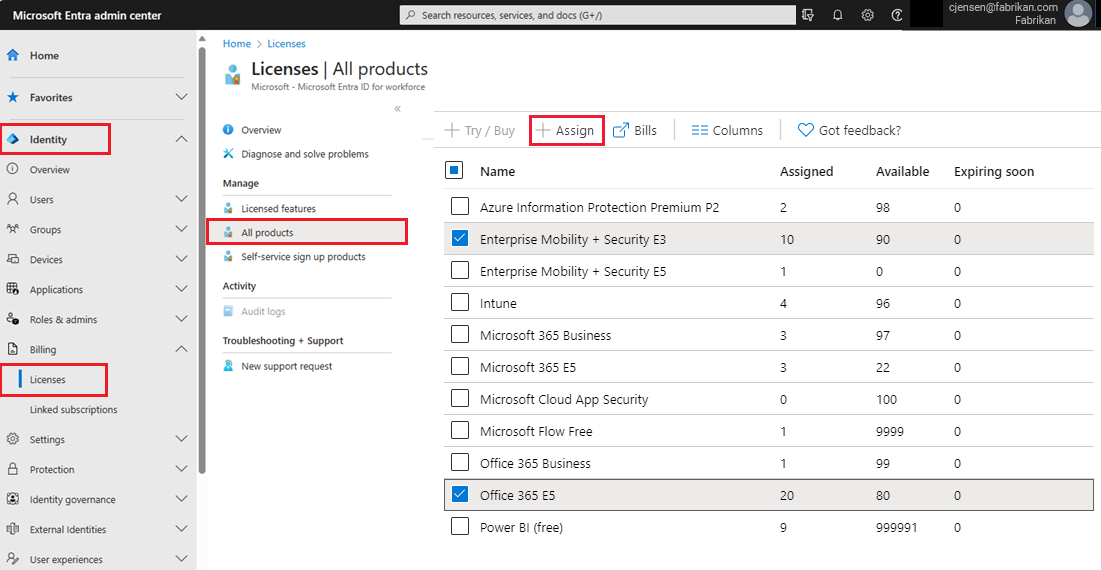 Microsoft Entra admin center
Search resources, services, and docs (G+/)
cjensen@fabrikan.com
Fabrikan
Home
Favorites
Identity
Overview
Users
Groups
Devices
Applications
Roles & admins
Billing
Licenses
Linked subscriptions
Settings
Protection
Identity governance
External Identities
User experiences
Home > Licenses
Licenses | All products
Microsoft - Microsoft Entra ID for workforce
«
Overview
Diagnose and solve problems
Manage
Licensed features
All products
Self-service sign up products
Activity
Audit logs
Troubleshooting + Support
New support request
+ Try / Buy + Assign Bills Columns Got feedback?
Name Assigned Available Expiring soon
Azure Information Protection Premium P2 2 98 0
Enterprise Mobility + Security E3 10 90 0
Enterprise Mobility + Security E5 1 0 0
Intune 4 96 0
Microsoft 365 Business 3 97 0
Microsoft 365 E5 3 22 0
Microsoft Cloud App Security 0 100 0
Microsoft Flow Free 1 9999 0
Office 365 Business 1 99 0
Office 365 E5 20 80 0
Power BI (free) 9 999991 0